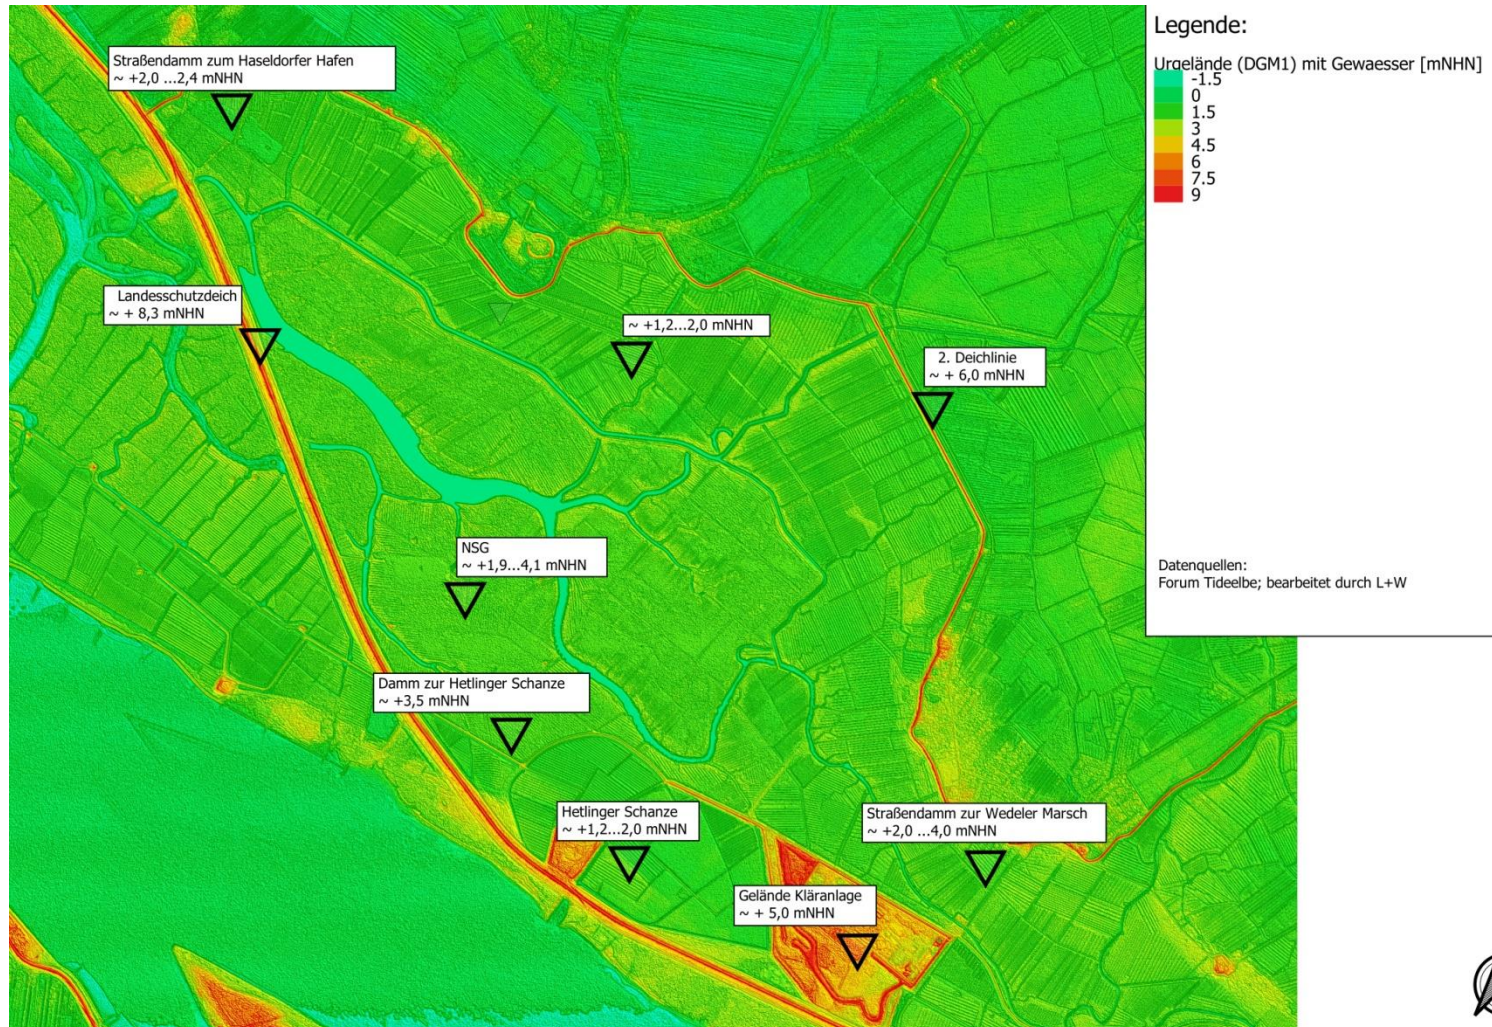 Legende:
Urgelände (DGM1) mit Gewaesser [mNHN]
-1.5
0
1.5
3
4.5
6
7.5
9
Straßendamm zum Haseldorfer Hafen
~ +2,0 ...2,4 mNHN
Landesschutzdeich
~ + 8,3 mNHN
~ +1,2...2,0 mNHN
2. Deichlinie
~ + 6,0 mNHN
NSG
~ +1,9...4,1 mNHN
Datenquellen:
Forum Tideelbe; bearbeitet durch L+W
Damm zur Hetlinger Schanze
~ +3,5 mNHN
Hetlinger Schanze
~ +1,2...2,0 mNHN
Straßendamm zur Wedeler Marsch
~ +2,0 ...4,0 mNHN
Gelände Kläranlage
~ + 5,0 mNHN